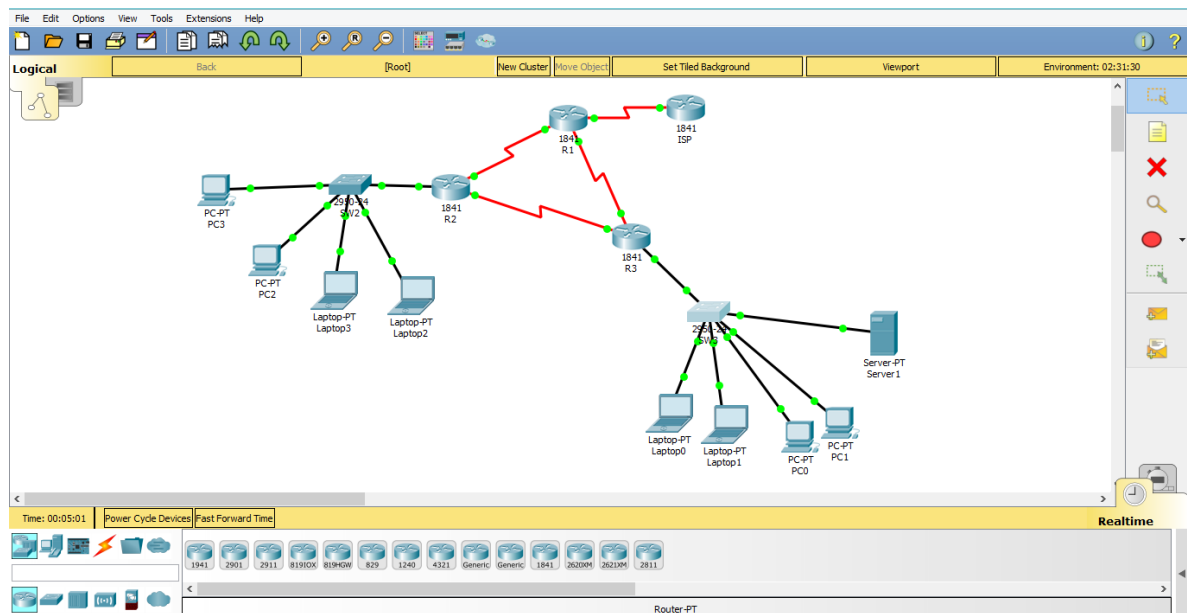 File Edit Options View Tools Extensions Help
Logical Back [Root] New Cluster Move Object Set Tiled Background Viewport Environment: 02:31:30
1841
ISP
1841
R1
1841
R2
2950-24
SW2
PC-PT
PC3
PC-PT
PC2
Laptop-PT
Laptop3
Laptop-PT
Laptop2
1841
R3
2950-24
SW3
Server-PT
Server1
Laptop-PT
Laptop0
Laptop-PT
Laptop1
PC-PT
PC0
PC-PT
PC1
Time: 00:05:01 Power Cycle Devices Fast Forward Time Realtime
1941 2901 2911 819IOX 819HGW 829 1240 4321 Generic Generic 1841 2620XM 2621XM 2811
Router-PT